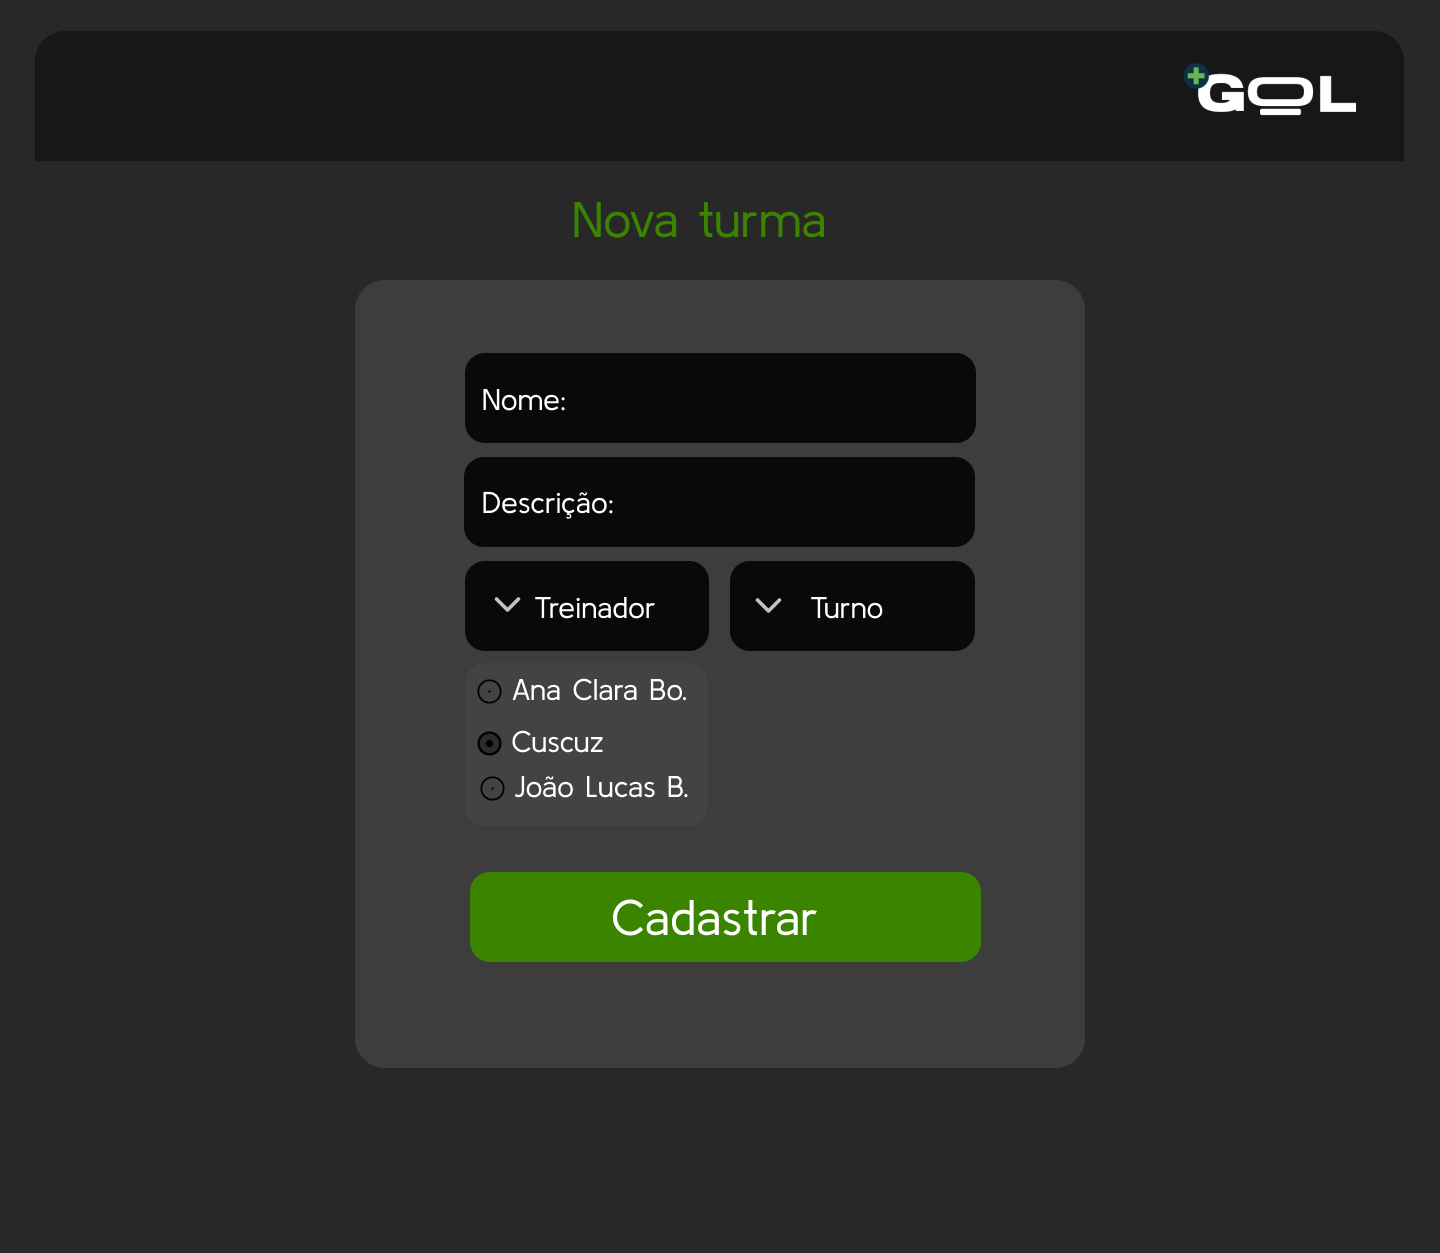 GOL
Nova turma
Nome:
Descrição:
Treinador
Turno
Ana Clara Bo.
Cuscuz
João Lucas B.
Cadastrar